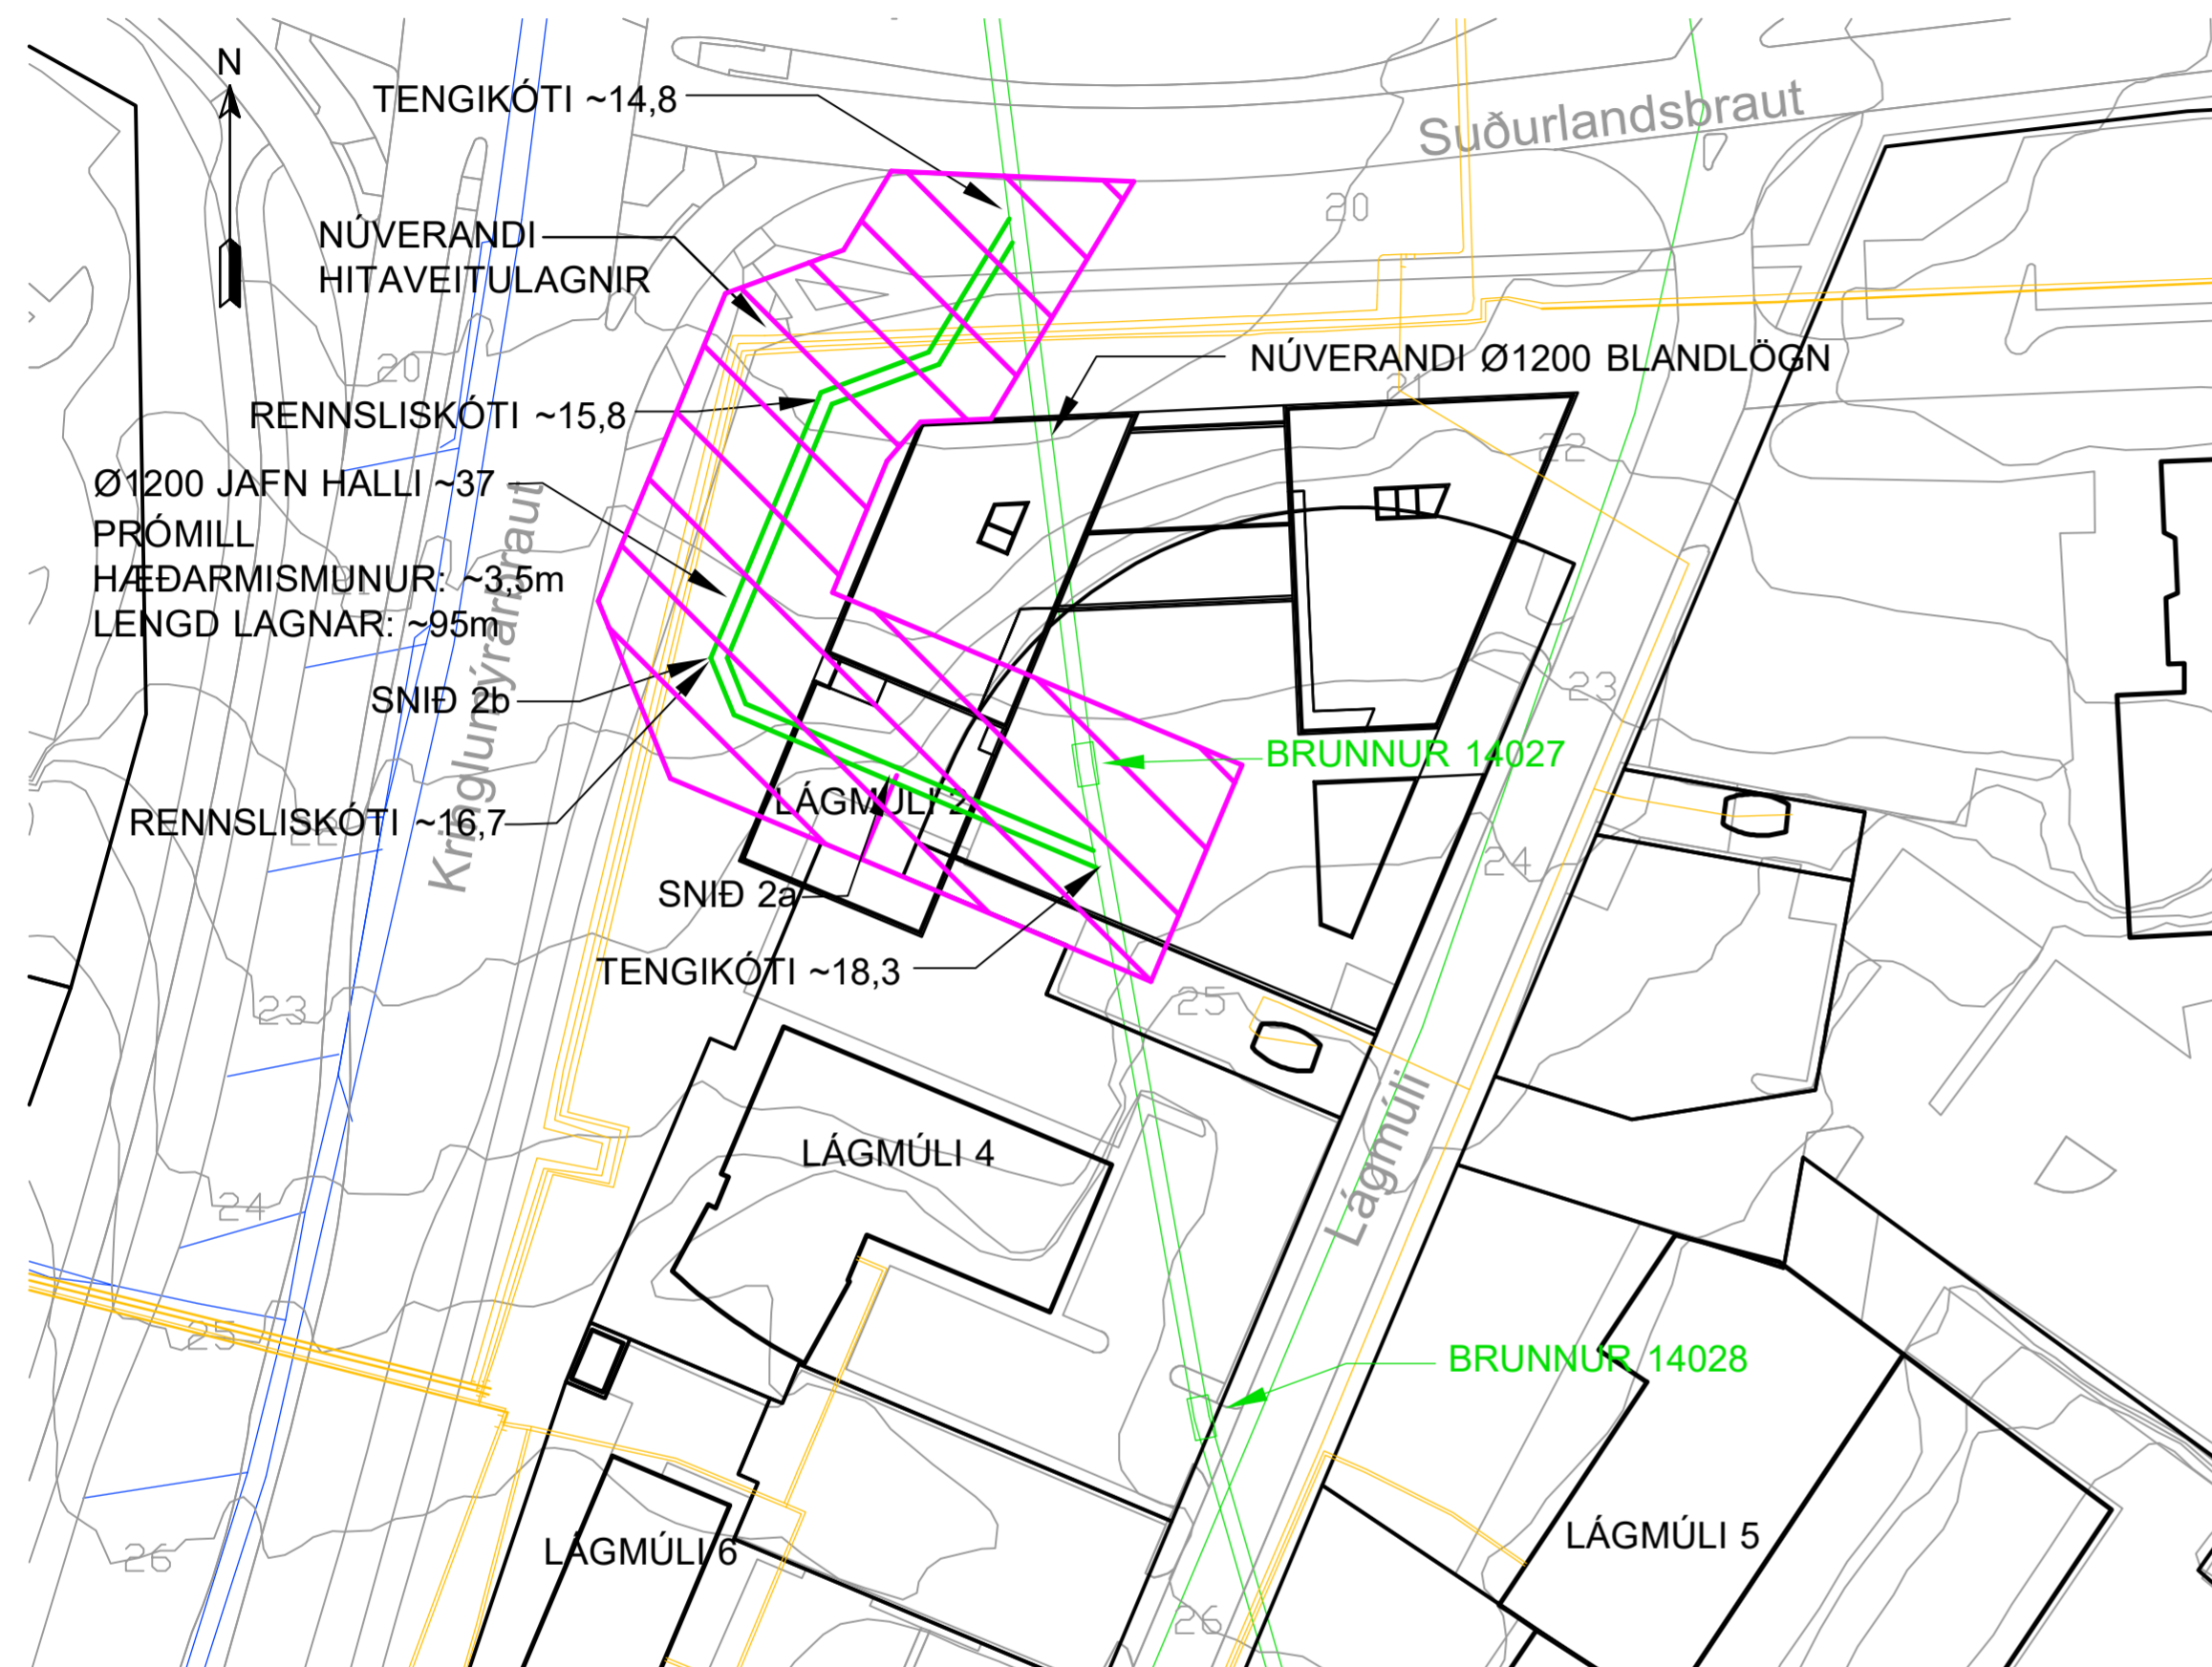 N
TENGIKÓTI ~14,8
Suðurlandsbraut
20
NÚVERANDI
HITAVEITULAGNIR
20
NÚVERANDI Ø1200 BLANDLÖGN
21
RENNSLISKÓTI ~15,8
22
Ø1200 JAFN HALLI ~37
PRÓMILL
HÆÐARMISMUNUR: ~3,5m
LENGD LAGNAR: ~95m
21
Kringlumýrarbraut
SNIÐ 2b
23
BRUNNUR 14027
LÁGMÚLI 2
RENNSLISKÓTI ~16,7
22
24
SNIÐ 2a
TENGIKÓTI ~18,3
23
25
Lágmúli
LÁGMÚLI 4
24
25
BRUNNUR 14028
26
LÁGMÚLI 6
LÁGMÚLI 5
26